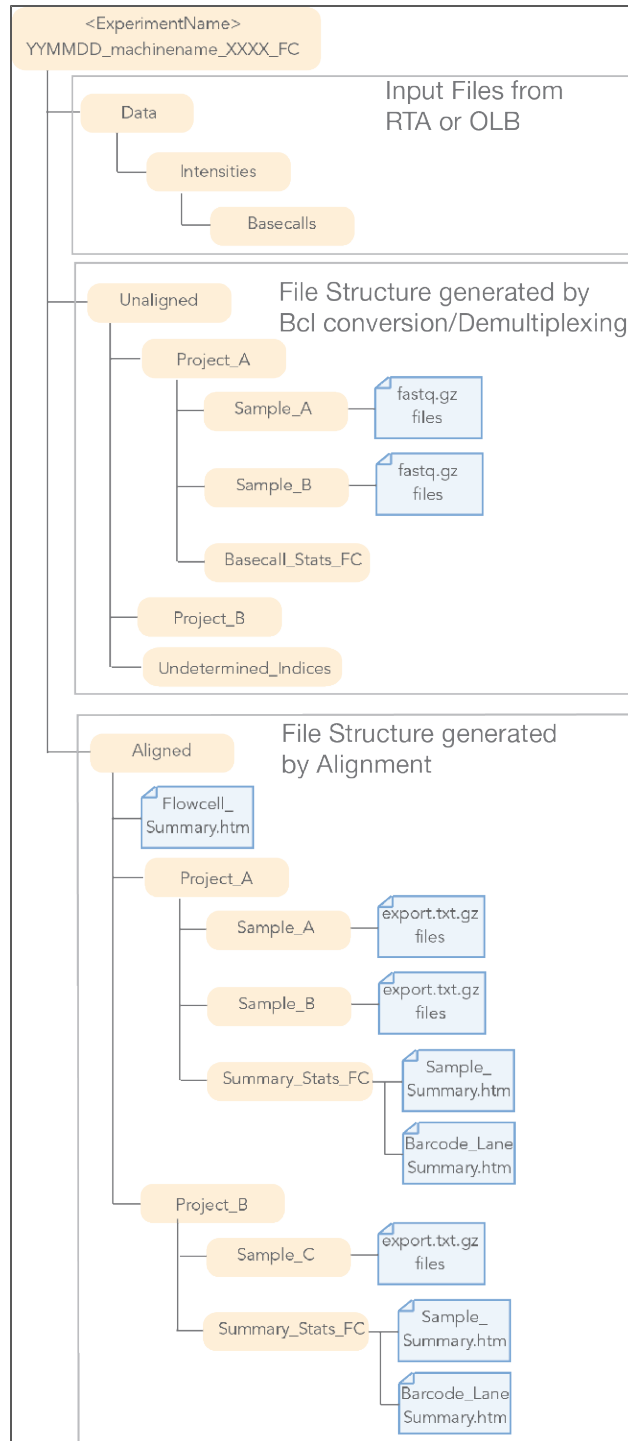 <ExperimentName>
YYMMDD_machinename_XXXX_FC
Input Files from
RTA or OLB
Data
Intensities
Basecalls
Unaligned
File Structure generated by
Bcl conversion/Demultiplexing
Project_A
Sample_A
fastq.gz
files
Sample_B
fastq.gz
files
Basecall_Stats_FC
Project_B
Undetermined_Indices
File Structure generated
by Alignment
Aligned
Flowcell_
Summary.htm
Project_A
Sample_A
export.txt.gz
files
Sample_B
export.txt.gz
files
Summary_Stats_FC
Sample_
Summary.htm
Barcode_Lane
Summary.htm
Project_B
Sample_C
export.txt.gz
files
Summary_Stats_FC
Sample_
Summary.htm
Barcode_Lane
Summary.htm